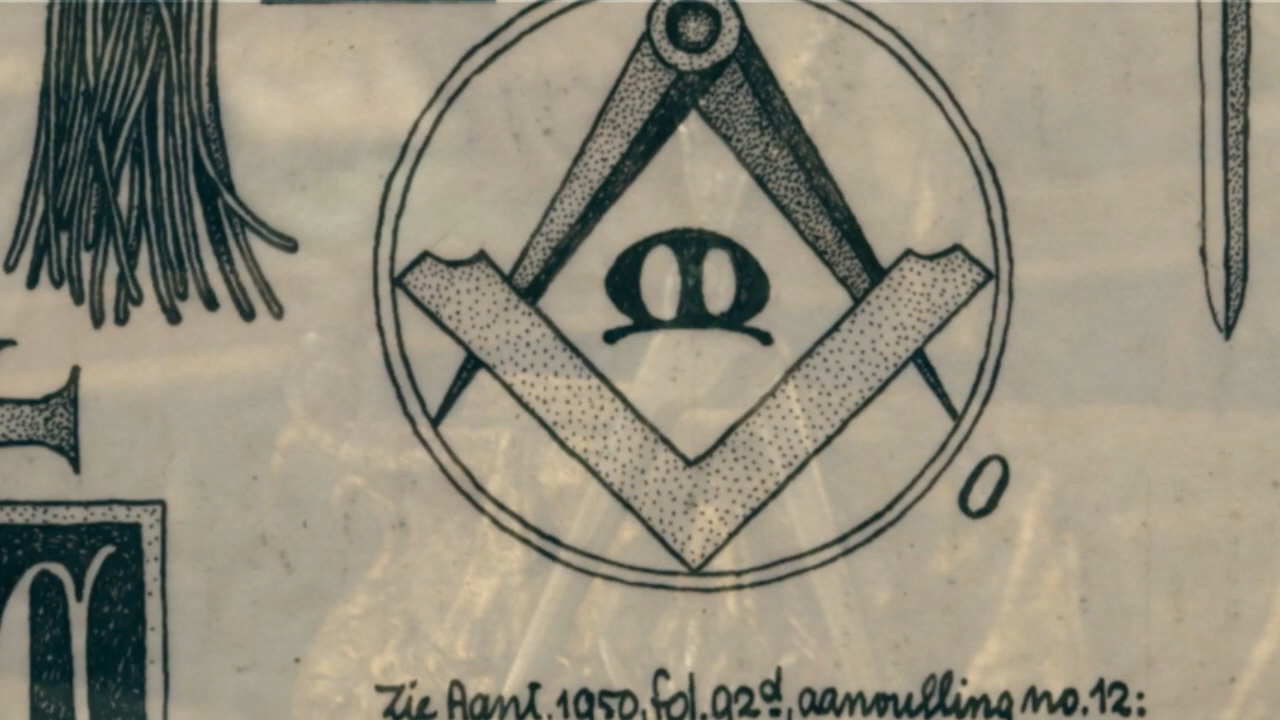 O
Zie Aant. 1950, fol. 92d, aanvulling no. 12: